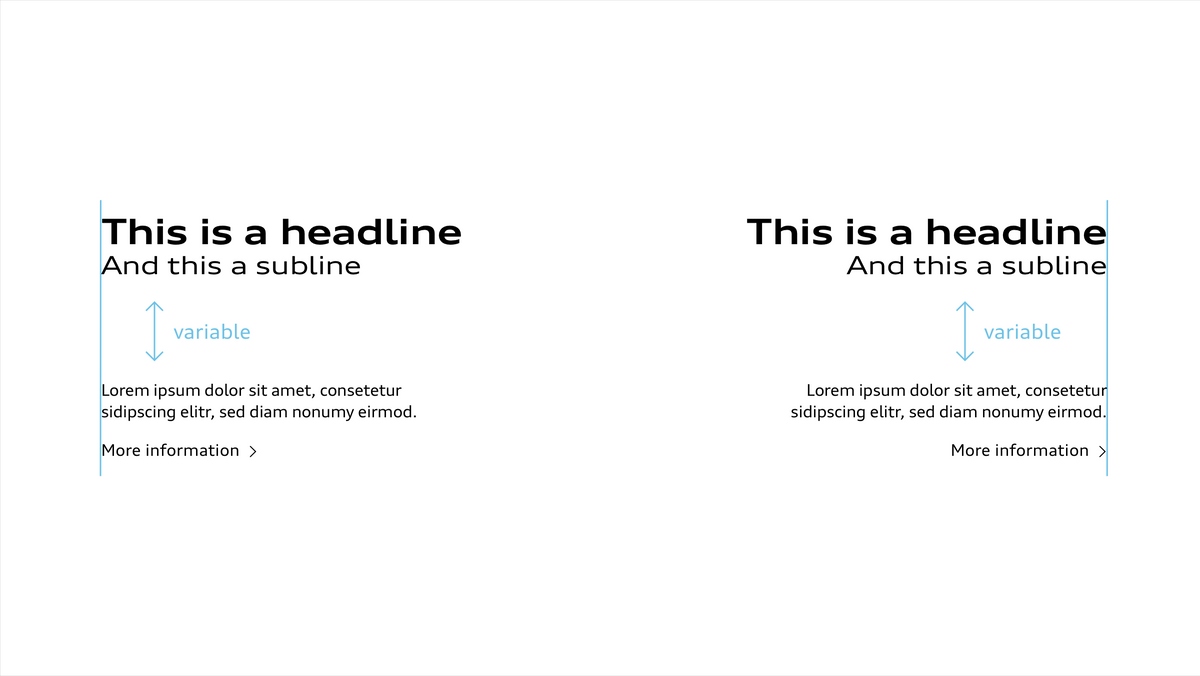 This is a headline
And this a subline
variable
Lorem ipsum dolor sit amet, consetetur
sidipscing elitr, sed diam nonumy eirmod.
More information
This is a headline
And this a subline
variable
Lorem ipsum dolor sit amet, consetetur
sidipscing elitr, sed diam nonumy eirmod.
More information